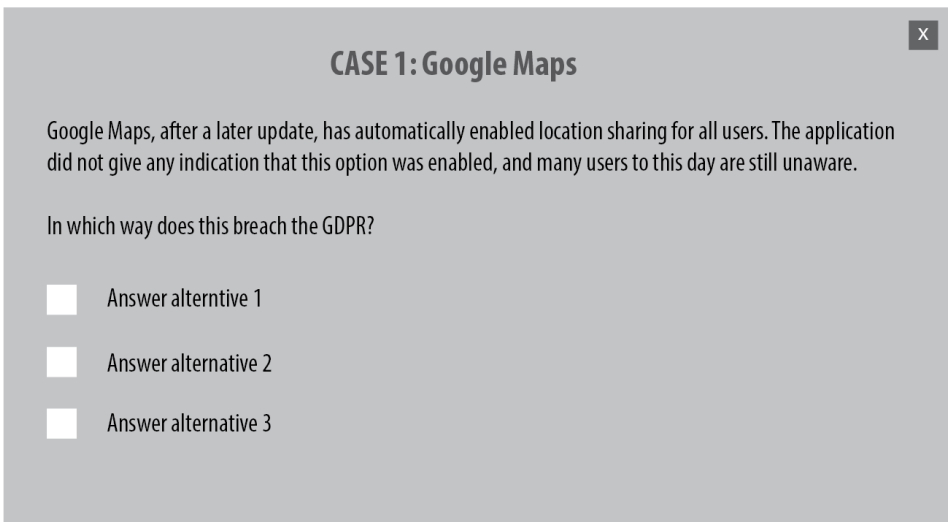 X
CASE 1: Google Maps
Google Maps, after a later update, has automatically enabled location sharing for all users. The application
did not give any indication that this option was enabled, and many users to this day are still unaware.
In which way does this breach the GDPR?
Answer alterntive 1
Answer alternative 2
Answer alternative 3